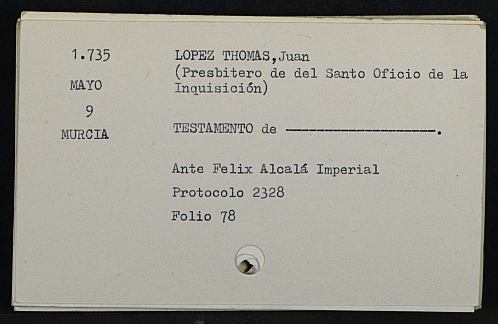 1.735
MAYO
9
MURCIA
LOPEZ THOMAS,Juan
(Presbitero de del Santo Oficio de la
Inquisición)
TESTAMENTO de --------------------.
Ante Felix Alcalá Imperial
Protocolo 2328
Folio 78